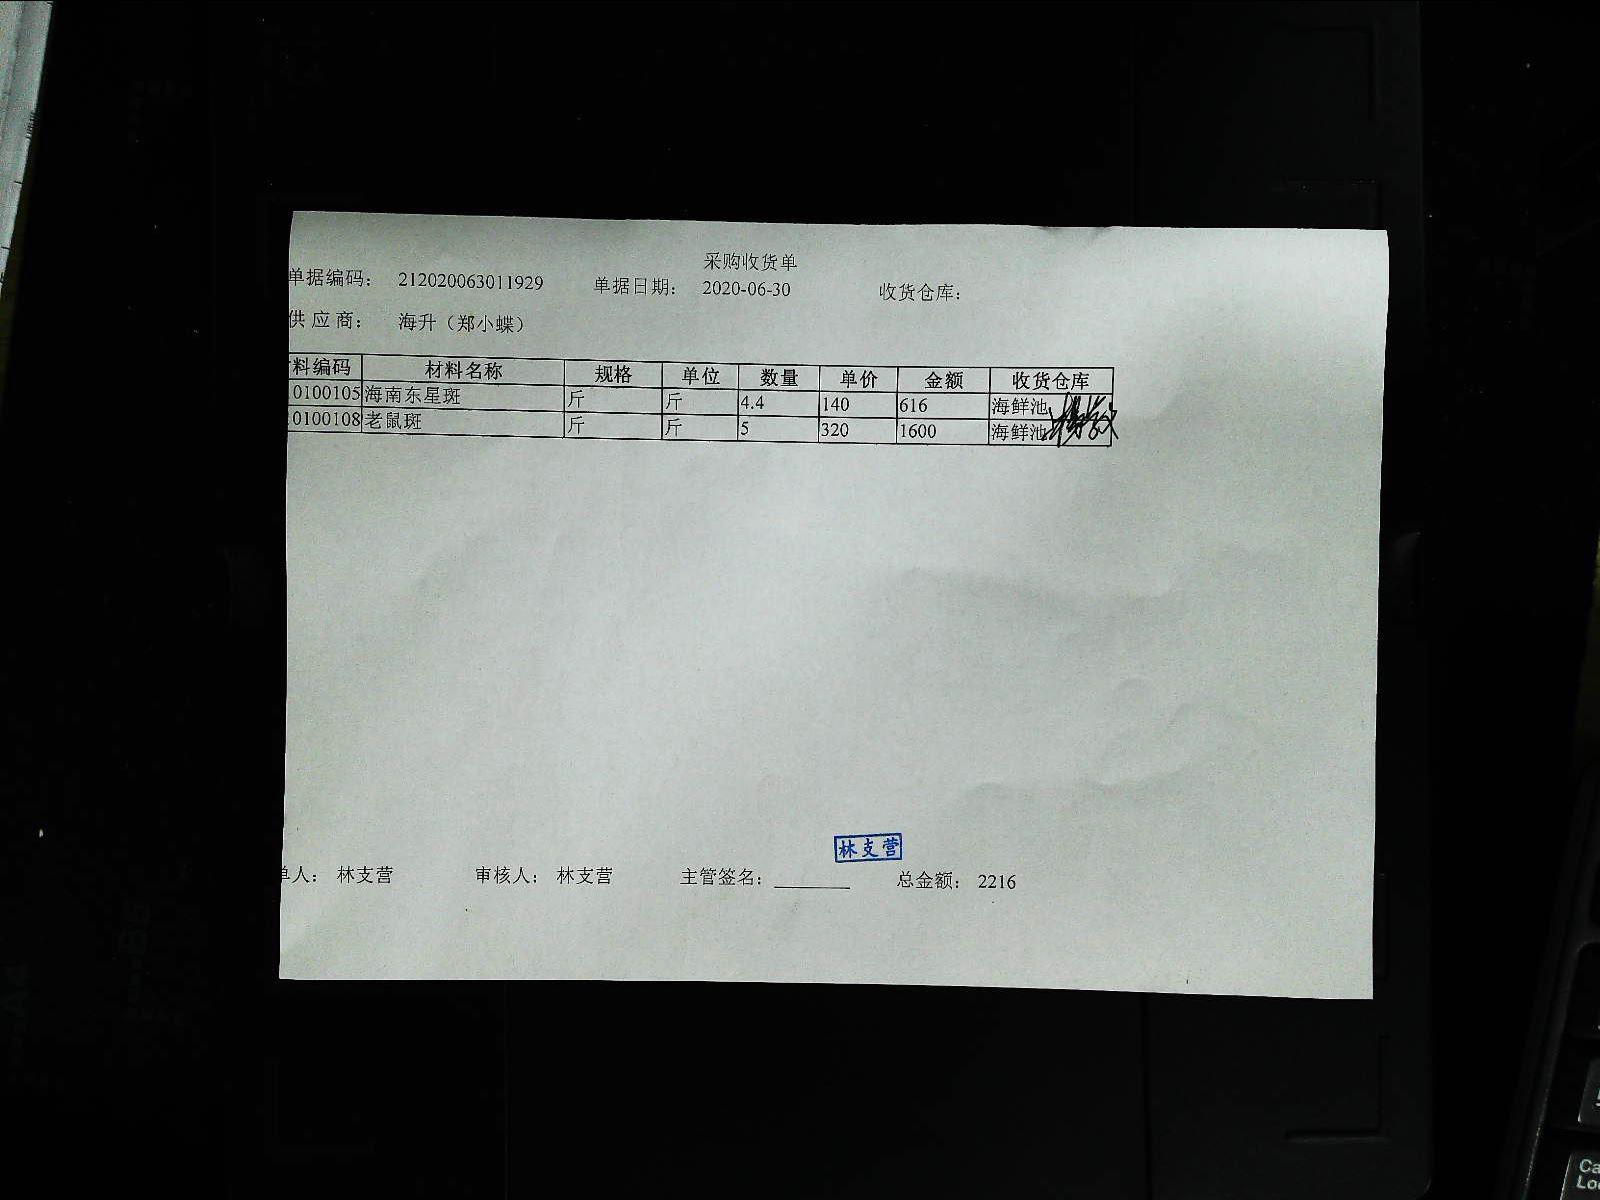 采购收货单
单据编码： 212020063011929 单据日期： 2020-06-30 收货仓库：
供 应 商： 海升（郑小蝶）
料编码 材料名称 规格 单位 数量 单价 金额 收货仓库
0100105 海南东星斑 斤 斤 4.4 140 616 海鲜池
0100108 老鼠斑 斤 斤 5 320 1600 海鲜池
林支营
单人： 林支营 审核人： 林支营 主管签名： 总金额： 2216